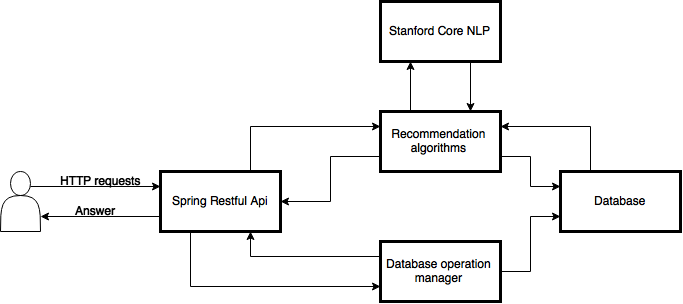 Stanford Core NLP
Recommendation
algorithms
HTTP requests
Spring Restful Api
Database
Answer
Database operation
manager